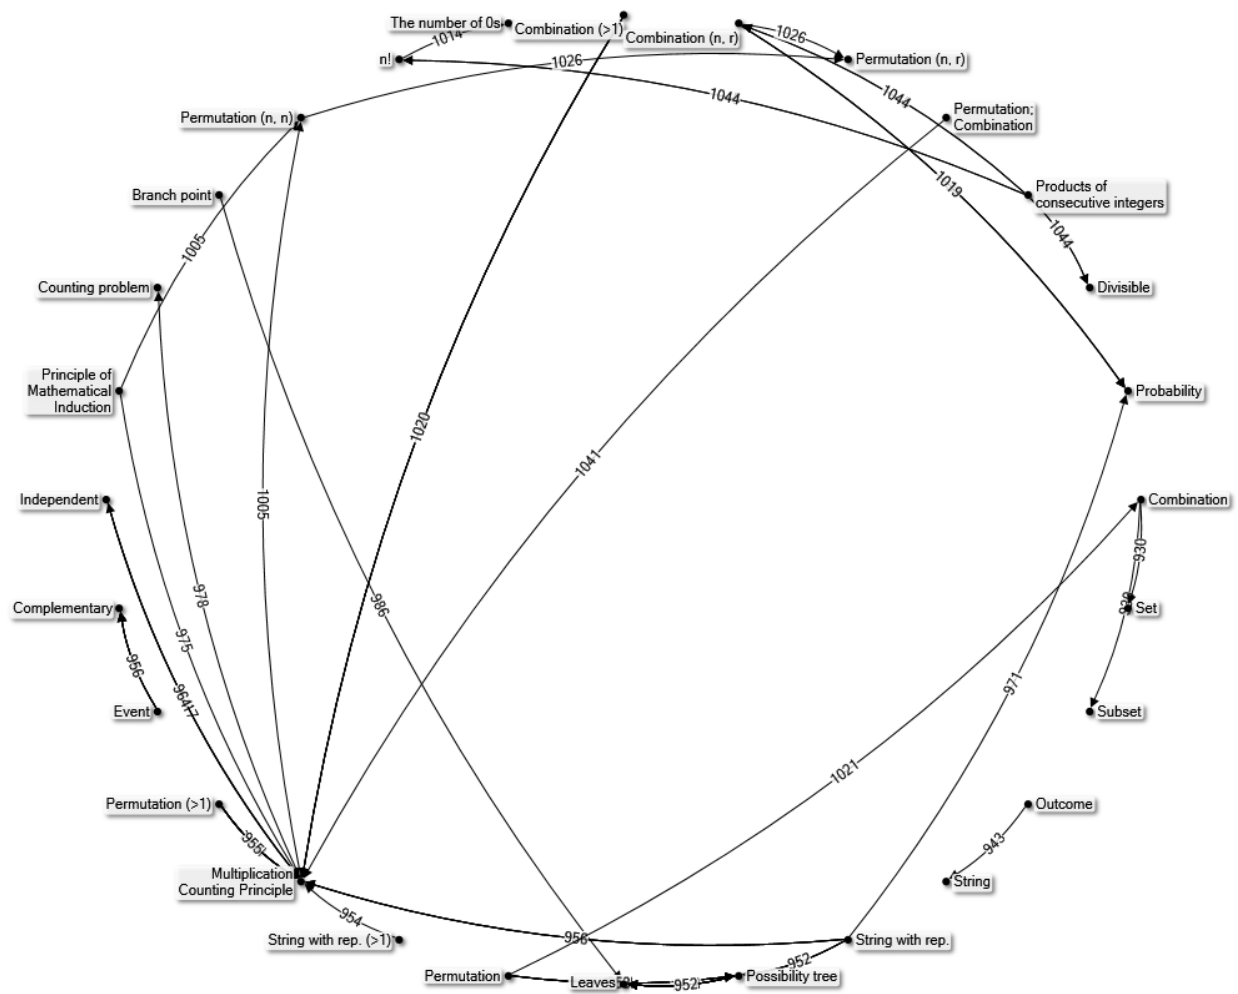 The number of 0s
Combination (>1)
Combination (n, r)
1014
1026
n!
1026
Permutation (n, r)
1044
1044
Permutation (n, n)
Permutation;
Combination
1019
Branch point
Products of
consecutive integers
1005
1044
Counting problem
Divisible
Principle of
Mathematical
Induction
Probability
1020
1041
Independent
1005
Combination
930
978
986
Complementary
Set
975
956
971
Event
Subset
1021
Permutation (>1)
Outcome
943
Multiplication
Counting Principle
String
954
String with rep. (>1)
956
String with rep.
952
Permutation
Leaves
952
Possibility tree